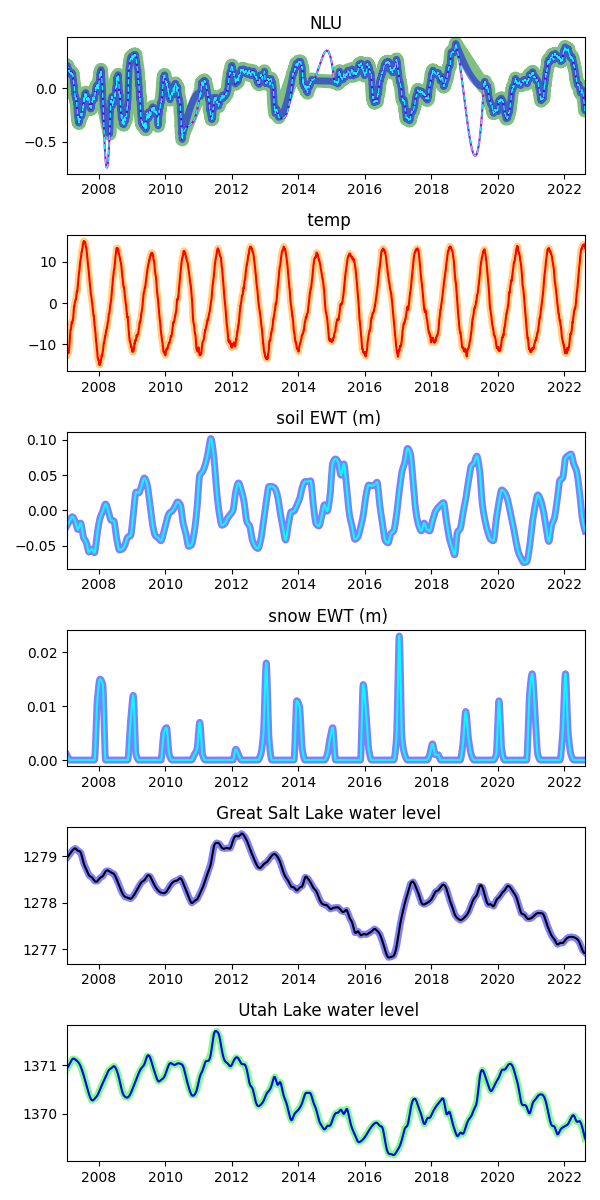 NLU
0.0
−0.5
2008 2010 2012 2014 2016 2018 2020 2022
temp
10
0
−10
2008 2010 2012 2014 2016 2018 2020 2022
soil EWT (m)
0.10
0.05
0.00
−0.05
2008 2010 2012 2014 2016 2018 2020 2022
snow EWT (m)
0.02
0.01
0.00
2008 2010 2012 2014 2016 2018 2020 2022
Great Salt Lake water level
1279
1278
1277
2008 2010 2012 2014 2016 2018 2020 2022
Utah Lake water level
1371
1370
2008 2010 2012 2014 2016 2018 2020 2022